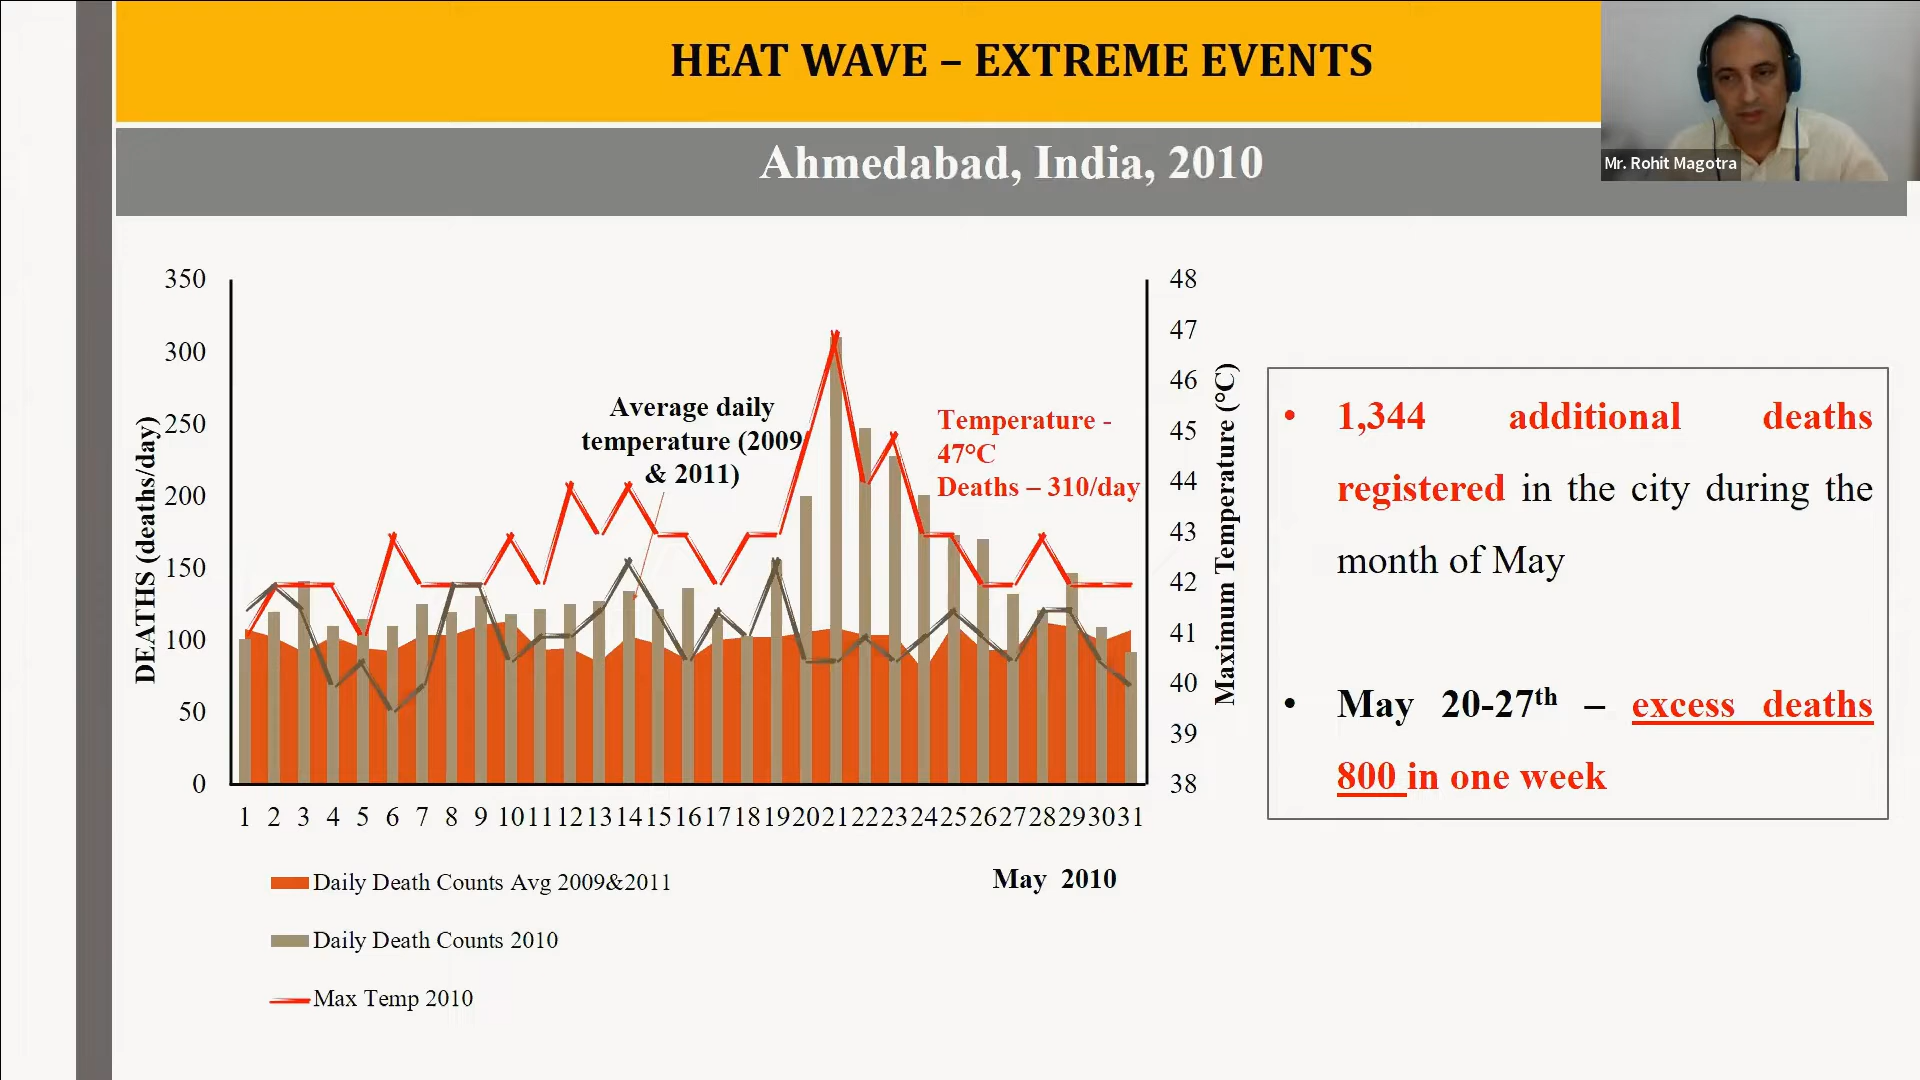 HEAT WAVE – EXTREME EVENTS
Mr. Rohit Magotra
Ahmedabad, India, 2010
350
300
250
200
150
100
50
0
DEATHS (deaths/day)
Average daily
temperature (2009
& 2011)
Temperature -
47°C
Deaths – 310/day
48
47
46
45
44
43
42
41
40
39
38
Maximum Temperature (°C)
1 2 3 4 5 6 7 8 9 10 11 12 13 14 15 16 17 18 19 20 21 22 23 24 25 26 27 28 29 30 31
May 2010
Daily Death Counts Avg 2009&2011
Daily Death Counts 2010
Max Temp 2010
• 1,344 additional deaths
registered in the city during the
month of May
• May 20-27th – excess deaths
800 in one week